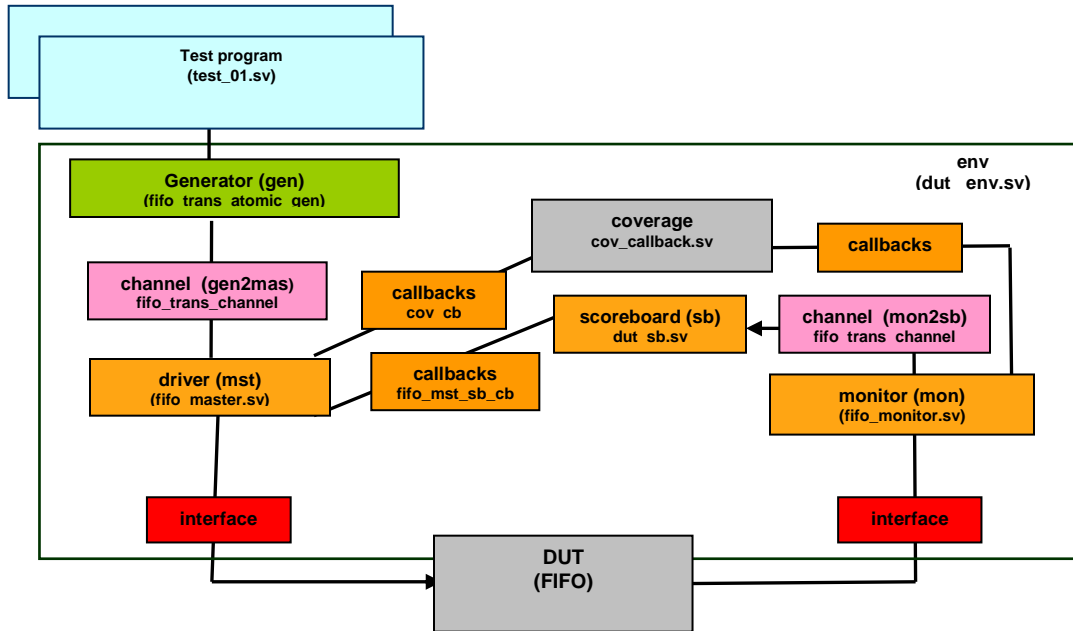 Test program
(test_01.sv)
Generator (gen)
(fifo_trans_atomic_gen)
env
(dut_env.sv)
coverage
cov_callback.sv
callbacks
channel (gen2mas)
fifo_trans_channel
callbacks
cov_cb
scoreboard (sb)
dut_sb.sv
channel (mon2sb)
fifo_trans_channel
driver (mst)
(fifo_master.sv)
callbacks
fifo_mst_sb_cb
monitor (mon)
(fifo_monitor.sv)
interface
interface
DUT
(FIFO)